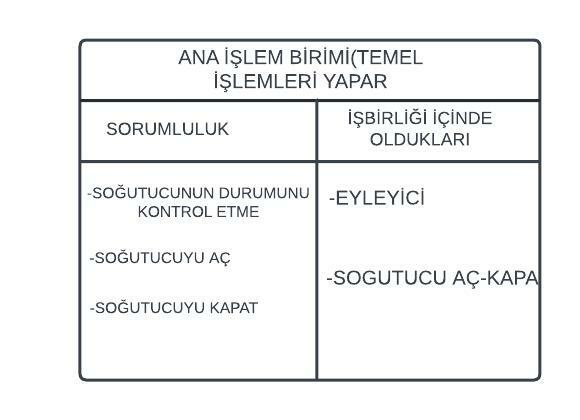 ANA İŞLEM BİRİMİ(TEMEL
İŞLEMLERİ YAPAR
SORUMLULUK
İŞBİRLİĞİ İÇİNDE
OLDUKLARI
-SOĞUTUCUNUN DURUMUNU
KONTROL ETME
-SOĞUTUCUYU AÇ
-SOĞUTUCUYU KAPAT
-EYLEYİCİ
-SOGUTUCU AÇ-KAPA